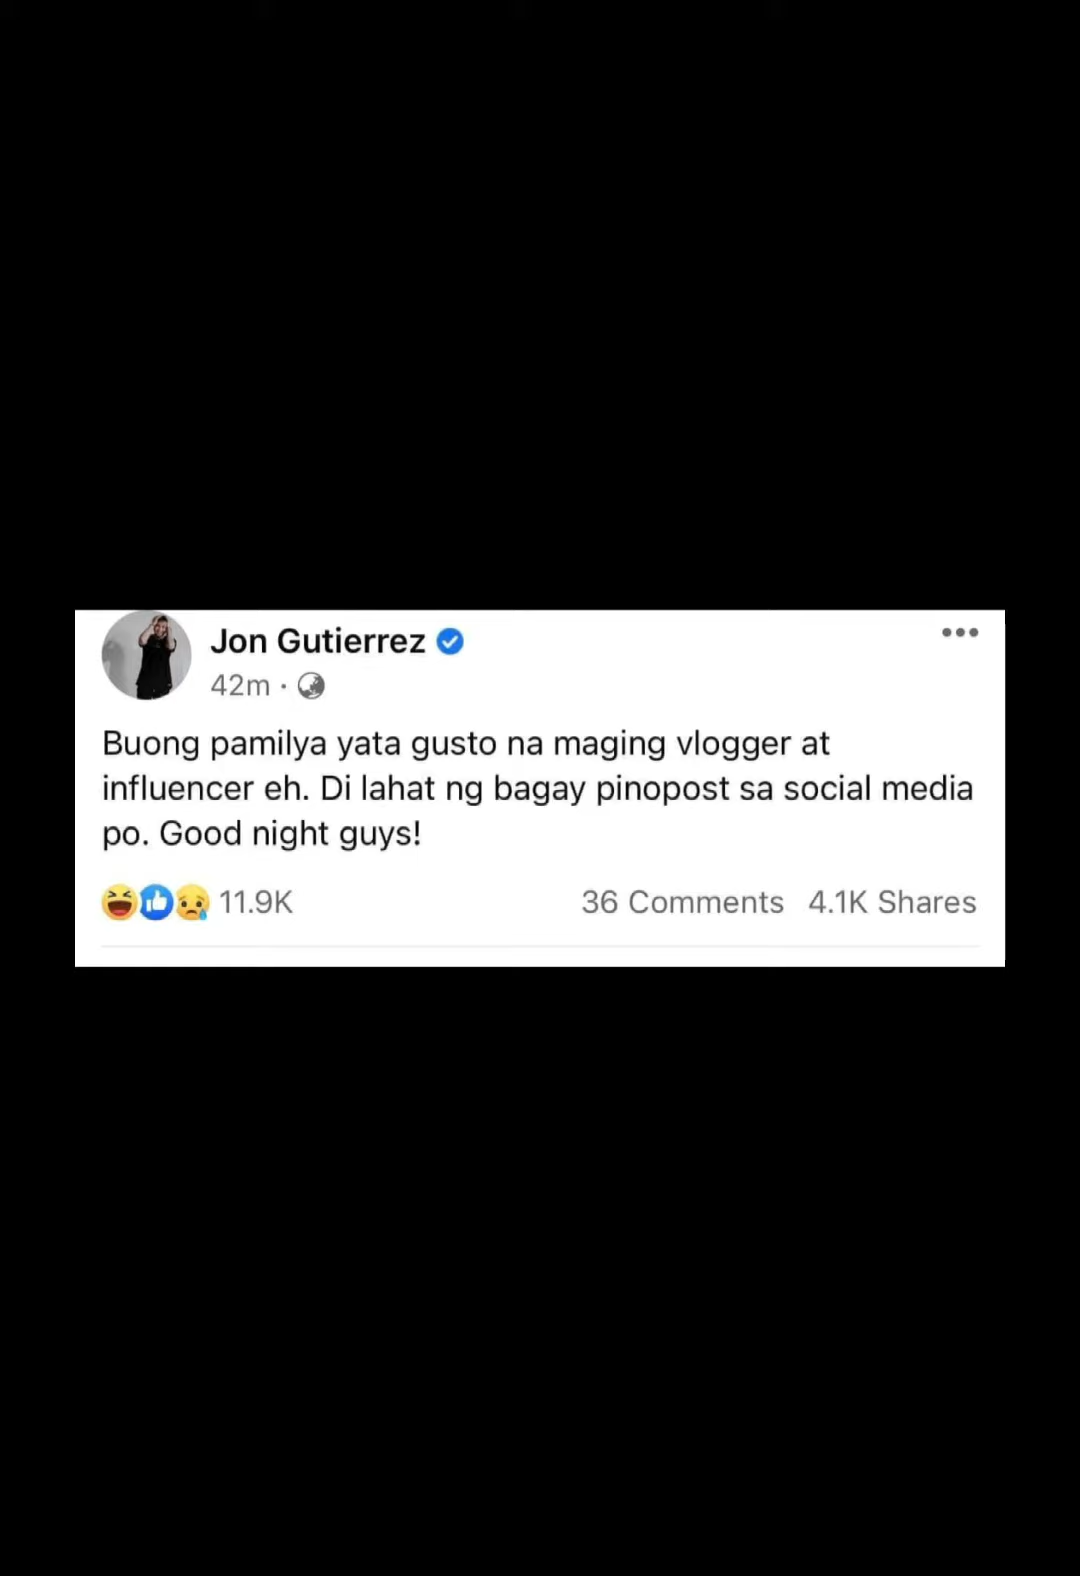 Jon Gutierrez
42m ·
Buong pamilya yata gusto na maging vlogger at
influencer eh. Di lahat ng bagay pinopost sa social media
po. Good night guys!
11.9K 36 Comments 4.1K Shares